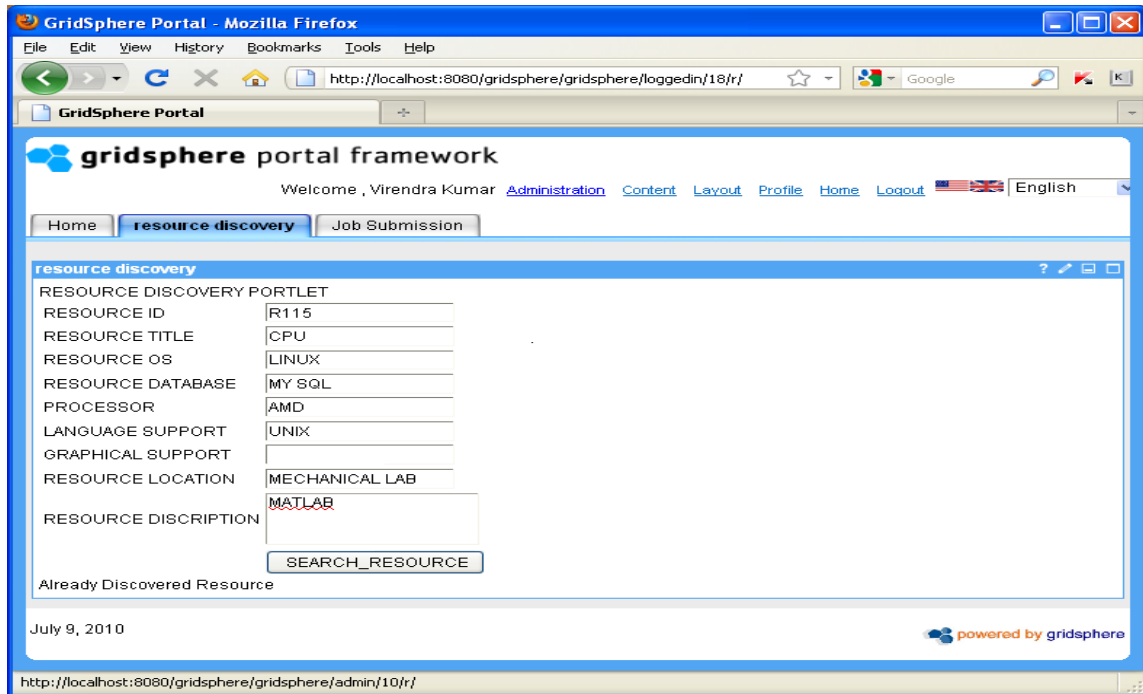 GridSphere Portal - Mozilla Firefox
File Edit View History Bookmarks Tools Help
http://localhost:8080/gridsphere/gridsphere/loggedin/18/r/ Google
GridSphere Portal
gridsphere portal framework
Welcome , Virendra Kumar Administration Content Layout Profile Home Logout English
Home resource discovery Job Submission
resource discovery ?
RESOURCE DISCOVERY PORTLET
RESOURCE ID R115
RESOURCE TITLE CPU
RESOURCE OS LINUX
RESOURCE DATABASE MY SQL
PROCESSOR AMD
LANGUAGE SUPPORT UNIX
GRAPHICAL SUPPORT
RESOURCE LOCATION MECHANICAL LAB
RESOURCE DISCRIPTION MATLAB
SEARCH_RESOURCE
Already Discovered Resource
July 9, 2010
powered by gridsphere
http://localhost:8080/gridsphere/gridsphere/admin/10/r/